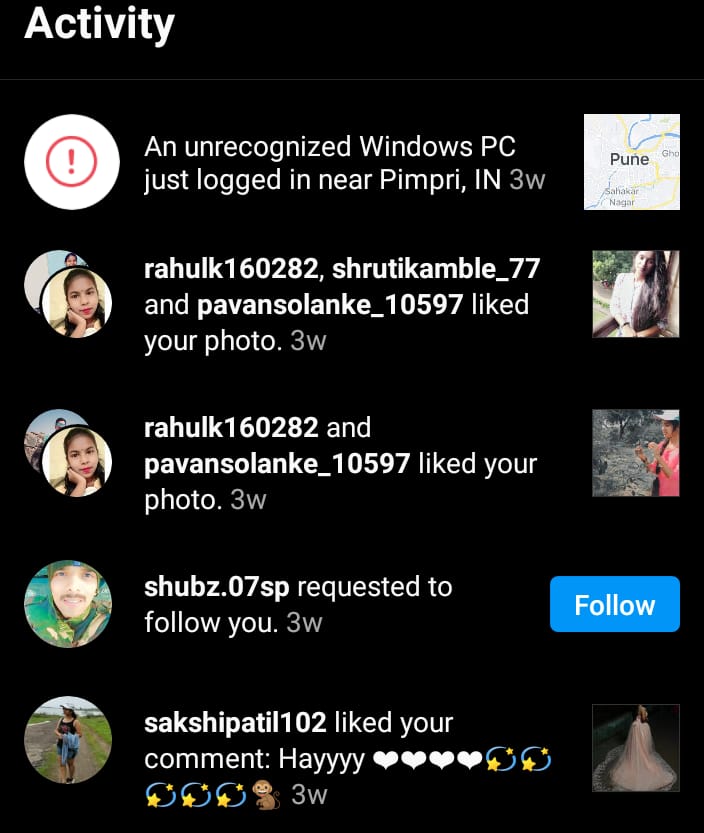 Activity
An unrecognized Windows PC
just logged in near Pimpri, IN 3w
Pune
Gho
Sahakar
Nagar
rahulk160282, shrutikamble_77
and pavansolanke_10597 liked
your photo. 3w
rahulk160282 and
pavansolanke_10597 liked your
photo. 3w
shubz.07sp requested to
follow you. 3w
Follow
sakshipatil102 liked your
comment: Hayyyy ❤❤❤❤💫💫
💫💫💫🐒 3w